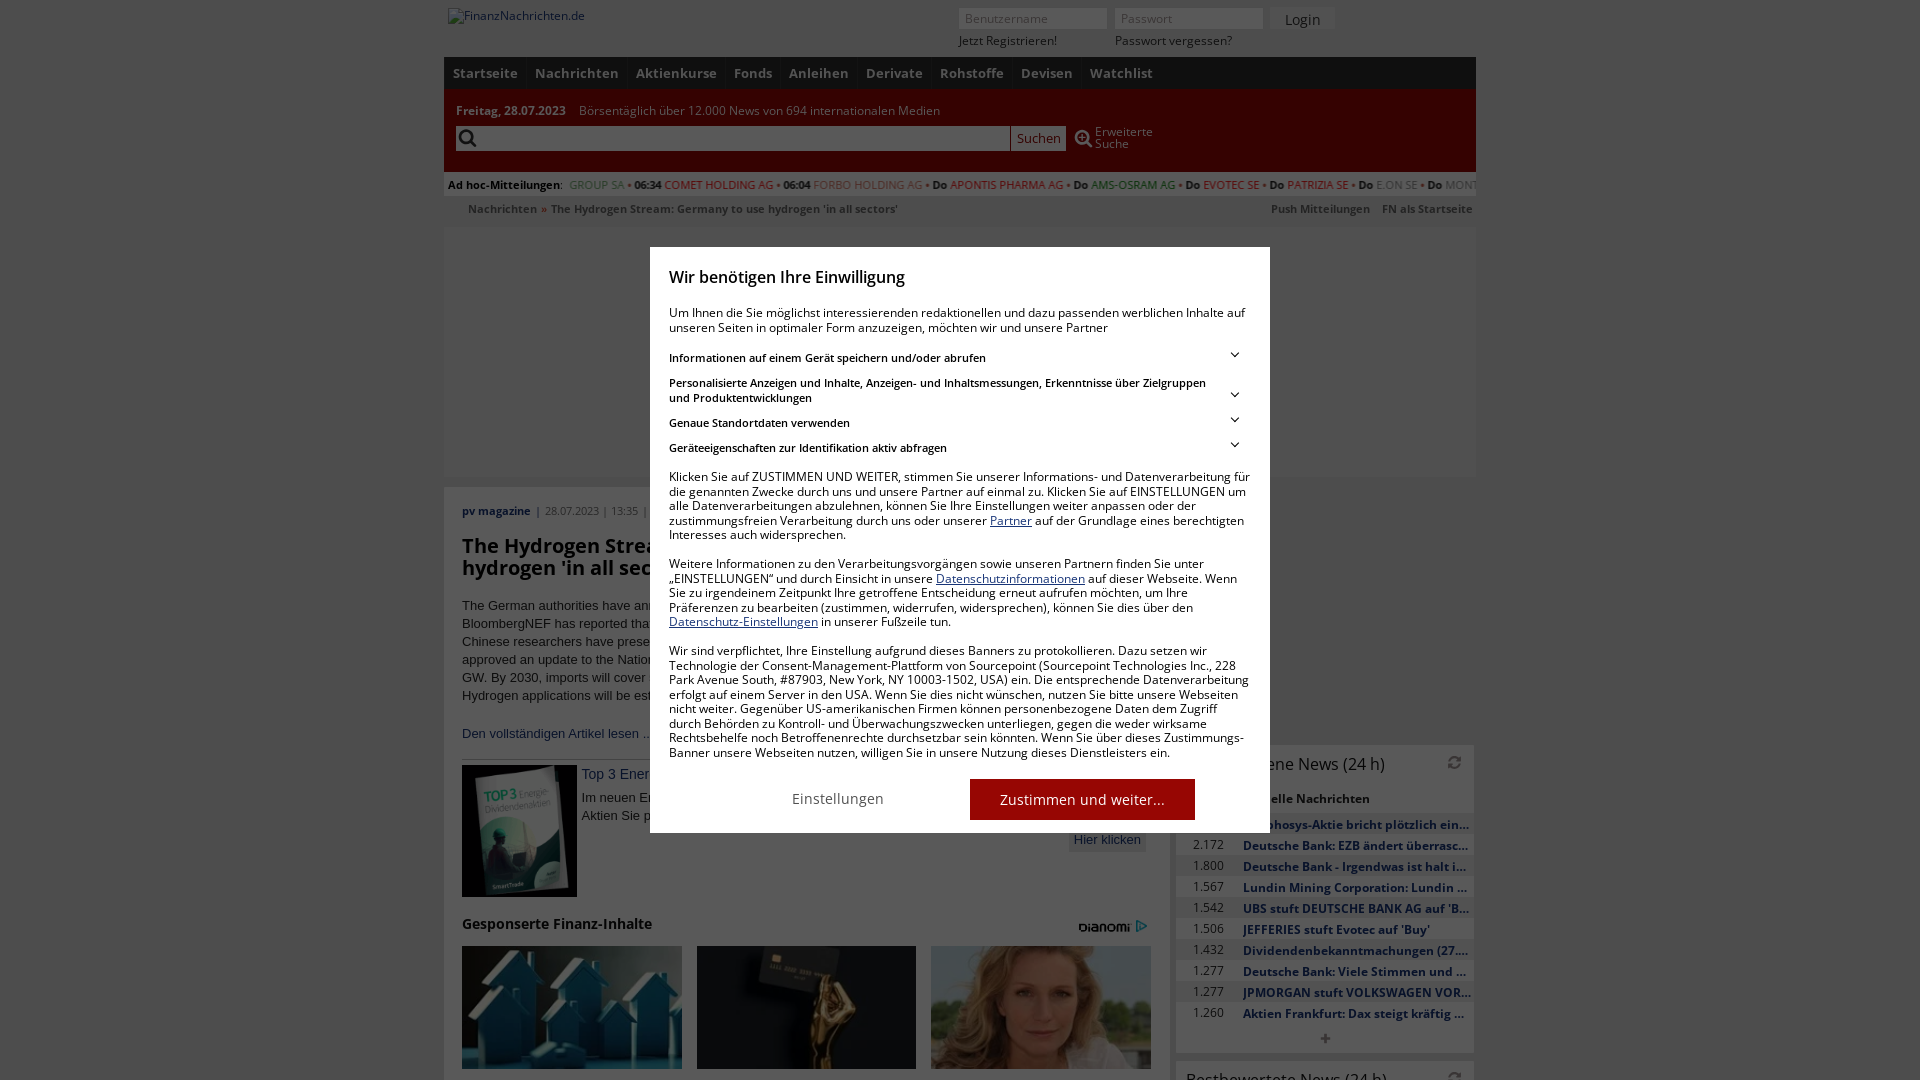 FinanzNachrichten.de
Benutzername
Passwort
Login
Jetzt Registrieren!
Passwort vergessen?
Startseite
Nachrichten
Aktienkurse
Fonds
Anleihen
Derivate
Rohstoffe
Devisen
Watchlist
Freitag, 28.07.2023 Börsentäglich über 12.000 News von 694 internationalen Medien
Suchen
Erweiterte
Suche
Ad hoc-Mitteilungen: GROUP SA • 06:34 COMET HOLDING AG • 06:04 FORBO HOLDING AG • Do APONTIS PHARMA AG • Do AMS-OSRAM AG • Do EVOTEC SE • Do PATRIZIA SE • Do E.ON SE • Do MONT
Nachrichten » The Hydrogen Stream: Germany to use hydrogen 'in all sectors'
Push Mitteilungen
FN als Startseite
Wir benötigen Ihre Einwilligung
Um Ihnen die Sie möglichst interessierenden redaktionellen und dazu passenden werblichen Inhalte auf
unseren Seiten in optimaler Form anzuzeigen, möchten wir und unsere Partner
Informationen auf einem Gerät speichern und/oder abrufen
Personalisierte Anzeigen und Inhalte, Anzeigen- und Inhaltsmessungen, Erkenntnisse über Zielgruppen
und Produktentwicklungen
Genaue Standortdaten verwenden
Geräteeigenschaften zur Identifikation aktiv abfragen
Klicken Sie auf ZUSTIMMEN UND WEITER, stimmen Sie unserer Informations- und Datenverarbeitung für
die genannten Zwecke durch uns und unsere Partner auf einmal zu. Klicken Sie auf EINSTELLUNGEN um
alle Datenverarbeitungen abzulehnen, können Sie Ihre Einstellungen weiter anpassen oder der
zustimmungsfreien Verarbeitung durch uns oder unserer Partner auf der Grundlage eines berechtigten
Interesses auch widersprechen.
Weitere Informationen zu den Verarbeitungsvorgängen sowie unseren Partnern finden Sie unter
„EINSTELLUNGEN“ und durch Einsicht in unsere Datenschutzinformationen auf dieser Webseite. Wenn
Sie zu irgendeinem Zeitpunkt Ihre getroffene Entscheidung erneut aufrufen möchten, um Ihre
Präferenzen zu bearbeiten (zustimmen, widerrufen, widersprechen), können Sie dies über den
Datenschutz-Einstellungen in unserer Fußzeile tun.
Wir sind verpflichtet, Ihre Einstellung aufgrund dieses Banners zu protokollieren. Dazu setzen wir
Technologie der Consent-Management-Plattform von Sourcepoint (Sourcepoint Technologies Inc., 228
Park Avenue South, #87903, New York, NY 10003-1502, USA) ein. Die entsprechende Datenverarbeitung
erfolgt auf einem Server in den USA. Wenn Sie dies nicht wünschen, nutzen Sie bitte unsere Webseiten
nicht weiter. Gegenüber US-amerikanischen Firmen können personenbezogene Daten dem Zugriff
durch Behörden zu Kontroll- und Überwachungszwecken unterliegen, gegen die weder wirksame
Rechtsbehelfe noch Betroffenenrechte durchsetzbar sein könnten. Wenn Sie über dieses Zustimmungs-
Banner unsere Webseiten nutzen, willigen Sie in unsere Nutzung dieses Dienstleisters ein.
Einstellungen
Zustimmen und weiter...
pv magazine | 28.07.2023 | 13:35 |
The Hydrogen Strea
hydrogen 'in all sec
The German authorities have an
BloombergNEF has reported tha
Chinese researchers have prese
approved an update to the Nation
GW. By 2030, imports will cover
Hydrogen applications will be est
Den vollständigen Artikel lesen ..
TOP 3 Energie-
Dividendenaktien
SmartTrade
Top 3 Ener
Im neuen En
Aktien Sie p
Hier klicken
Gesponserte Finanz-Inhalte
DIANOMI
ene News (24 h)
elle Nachrichten
phosys-Aktie bricht plötzlich ein...
2.172 Deutsche Bank: EZB ändert überrasc...
1.800 Deutsche Bank - Irgendwas ist halt i...
1.567 Lundin Mining Corporation: Lundin ...
1.542 UBS stuft DEUTSCHE BANK AG auf 'B...
1.506 JEFFERIES stuft Evotec auf 'Buy'
1.432 Dividendenbekanntmachungen (27....
1.277 Deutsche Bank: Viele Stimmen und ...
1.277 JPMORGAN stuft VOLKSWAGEN VOR...
1.260 Aktien Frankfurt: Dax steigt kräftig ...
Bestbewertete News (24 h)